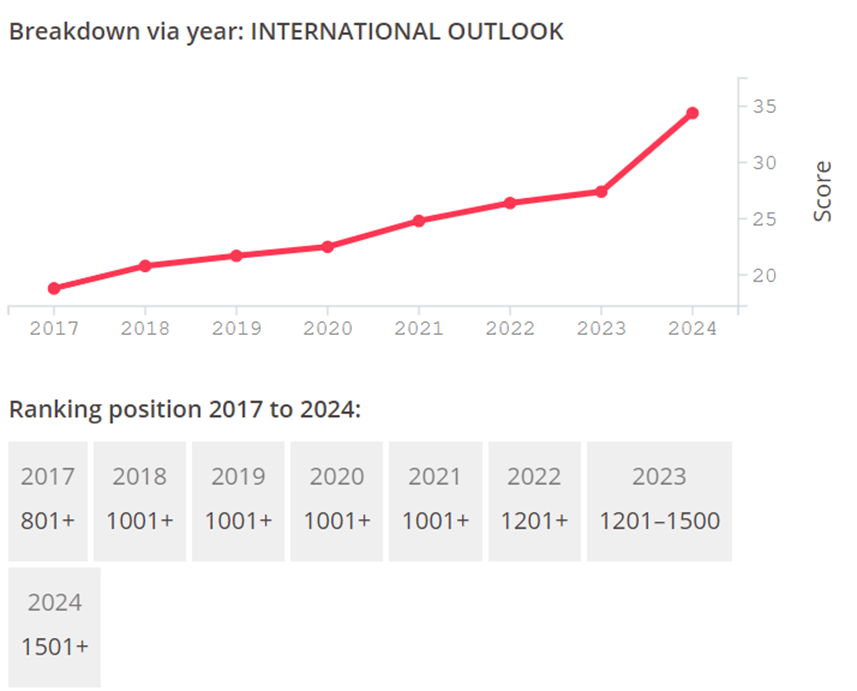 Breakdown via year: INTERNATIONAL OUTLOOK
35
30
25
20
Score
2017 2018 2019 2020 2021 2022 2023 2024
Ranking position 2017 to 2024:
2017 2018 2019 2020 2021 2022 2023
801+ 1001+ 1001+ 1001+ 1001+ 1201+ 1201–1500
2024
1501+